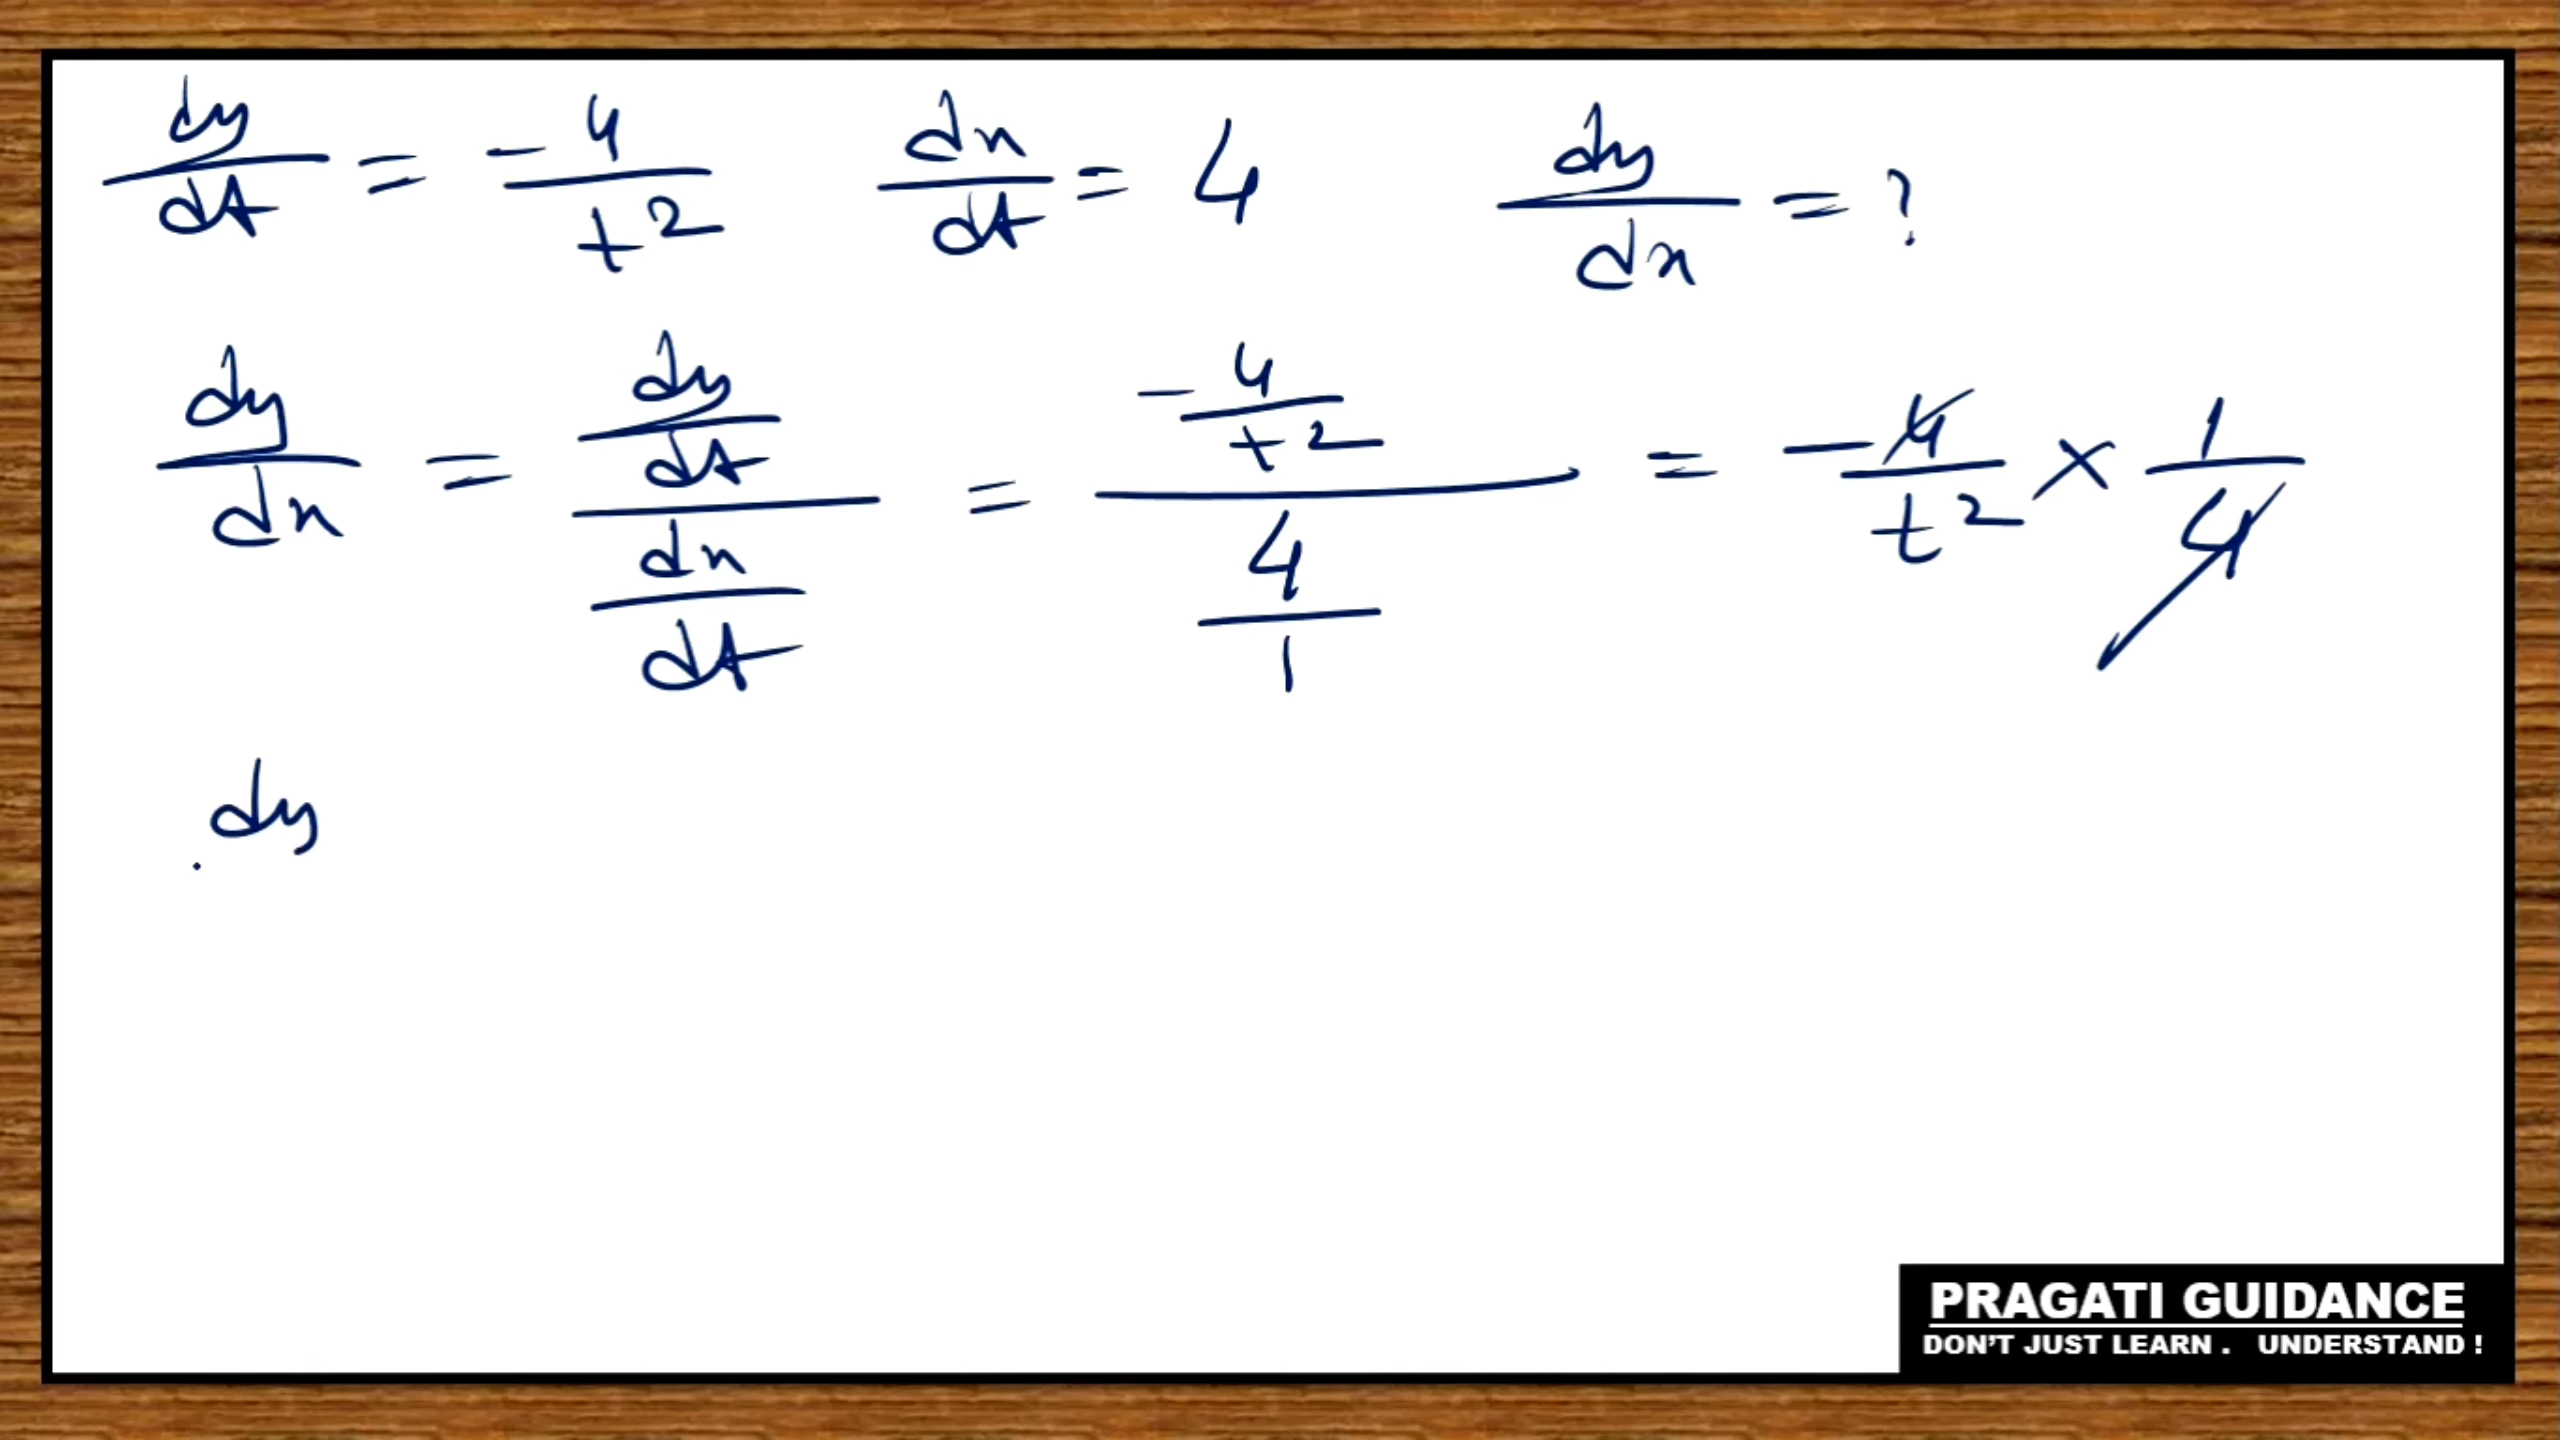 dy/dt = -4/t² dx/dt = 4 dy/dx = ?
dy/dx = (dy/dt)/(dx/dt) = (-4/t²)/(4/1) = -4/t² × 1/4
dy
PRAGATI GUIDANCE
DON'T JUST LEARN . UNDERSTAND !